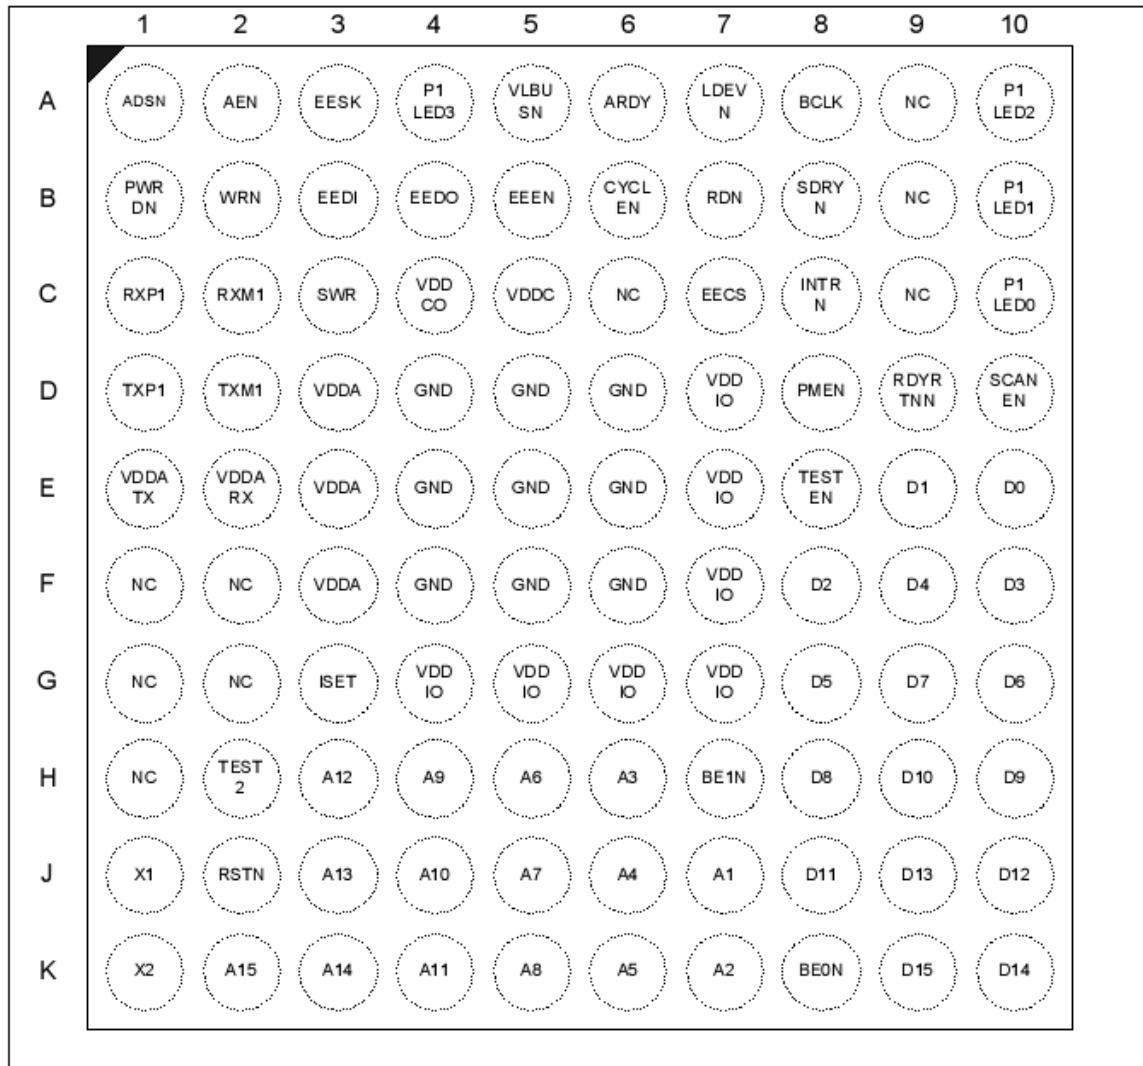 1 2 3 4 5 6 7 8 9 10
A ADSN AEN EESK P1 LED3 VLBU SN ARDY LDEV N BCLK NC P1 LED2
B PWR DN WRN EEDI EEDO EEEN CYCL EN RDN SDRY N NC P1 LED1
C RXP1 RXM1 SWR VDD CO VDDC NC EECS INTR N NC P1 LED0
D TXP1 TXM1 VDDA GND GND GND VDD IO PMEN RDYR TNN SCAN EN
E VDDA TX VDDA RX VDDA GND GND GND VDD IO TEST EN D1 D0
F NC NC VDDA GND GND GND VDD IO D2 D4 D3
G NC NC ISET VDD IO VDD IO VDD IO VDD IO D5 D7 D6
H NC TEST 2 A12 A9 A6 A3 BE1N D8 D10 D9
J X1 RSTN A13 A10 A7 A4 A1 D11 D13 D12
K X2 A15 A14 A11 A8 A5 A2 BE0N D15 D14